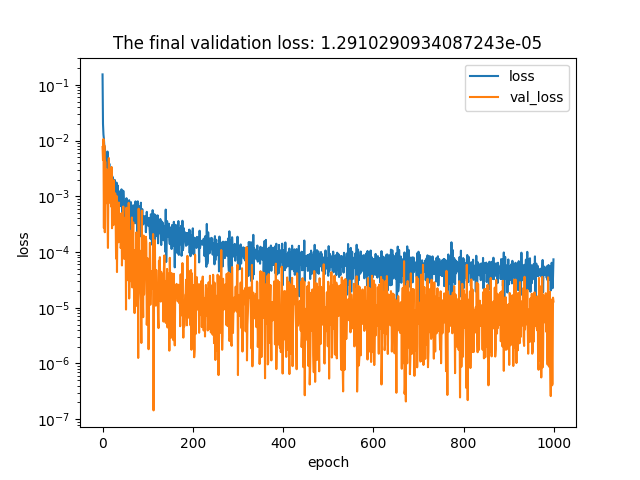 The final validation loss: 1.2910290934087243e-05
loss
val_loss
10⁻¹
10⁻²
10⁻³
10⁻⁴
10⁻⁵
10⁻⁶
10⁻⁷
loss
0 200 400 600 800 1000
epoch